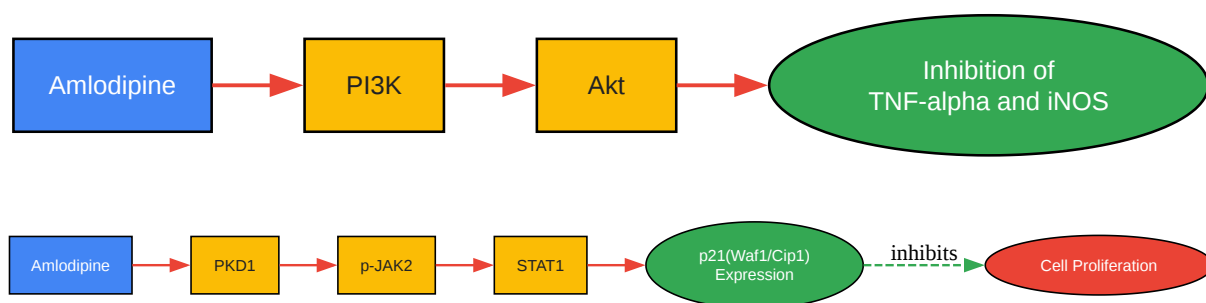 Amlodipine
PI3K
Akt
Inhibition of
TNF-alpha and iNOS
Amlodipine
PKD1
p-JAK2
STAT1
p21(Waf1/Cip1)
Expression
inhibits
Cell Proliferation